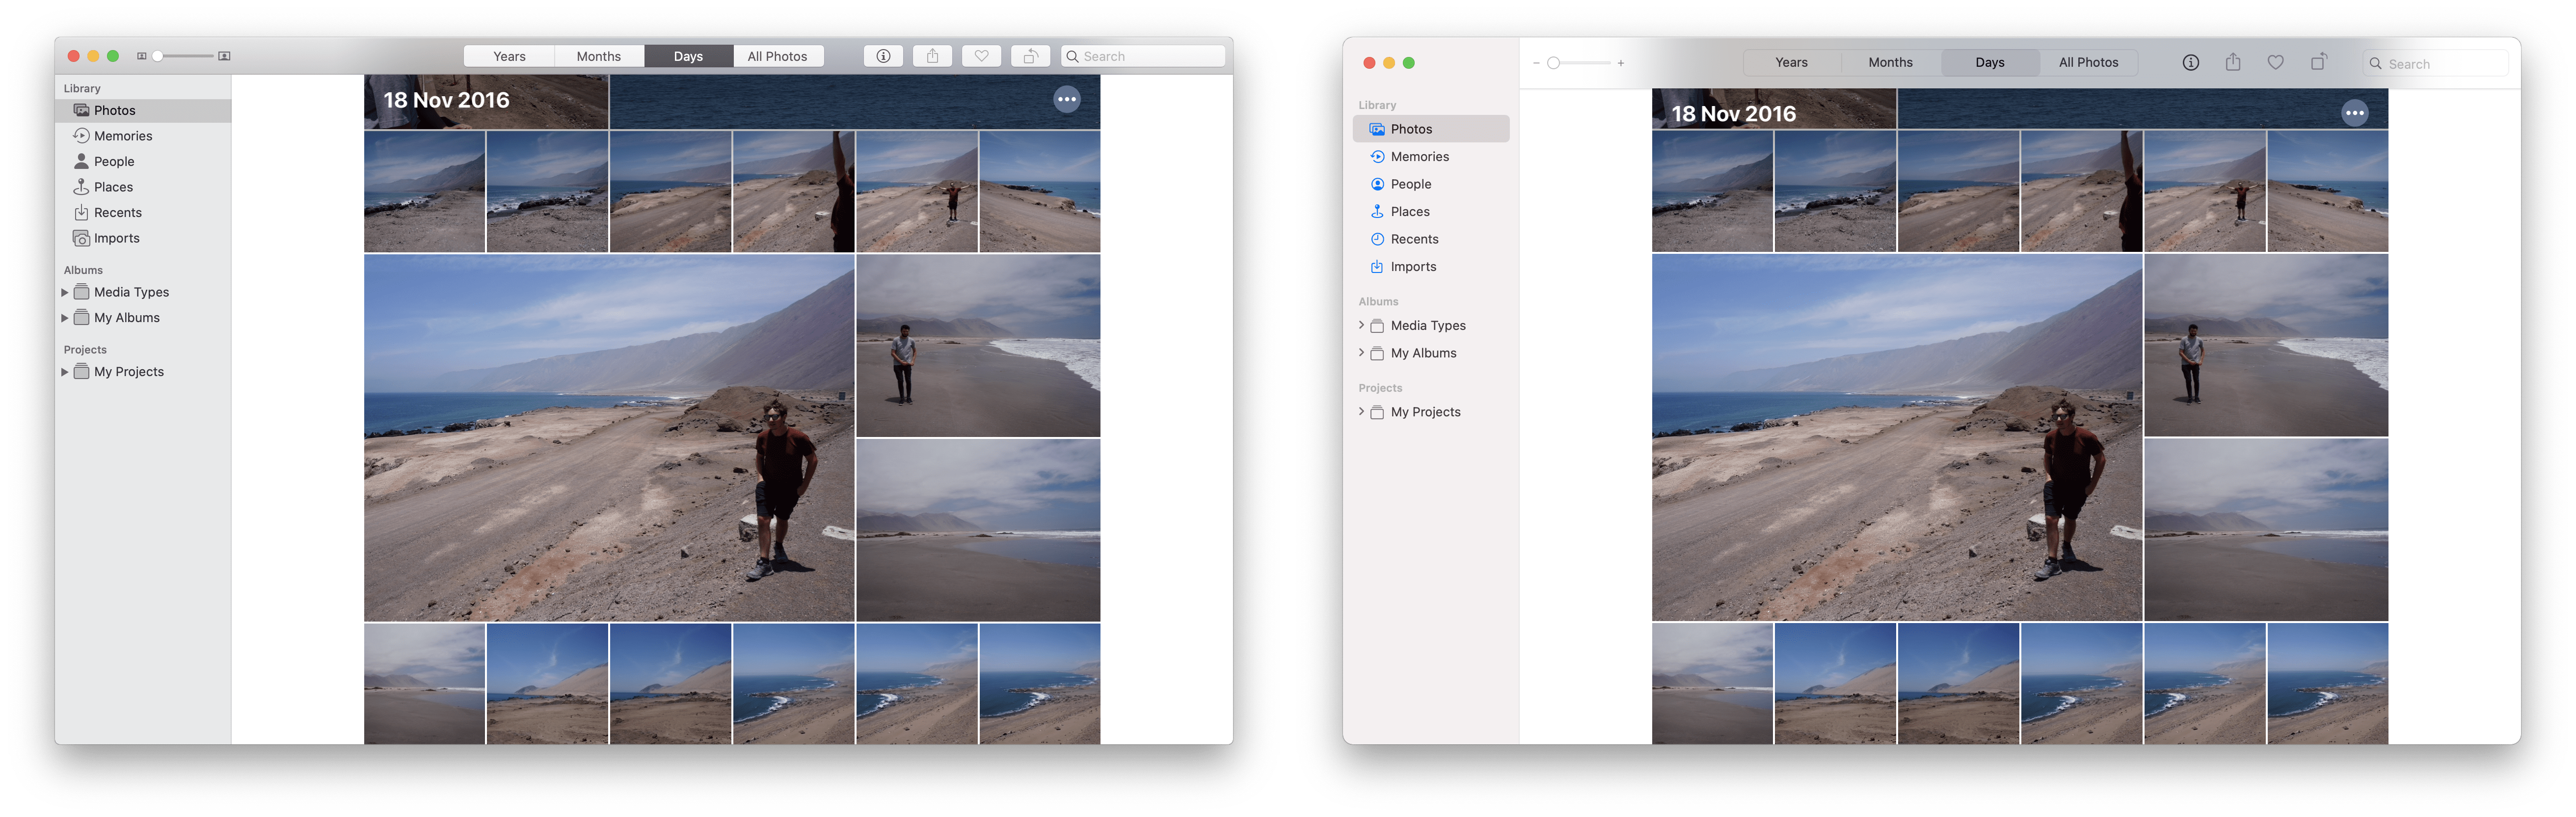 Years Months Days All Photos Search
Library
Photos
Memories
People
Places
Recents
Imports
Albums
Media Types
My Albums
Projects
My Projects
18 Nov 2016
Years Months Days All Photos Search
Library
Photos
Memories
People
Places
Recents
Imports
Albums
Media Types
My Albums
Projects
My Projects
18 Nov 2016